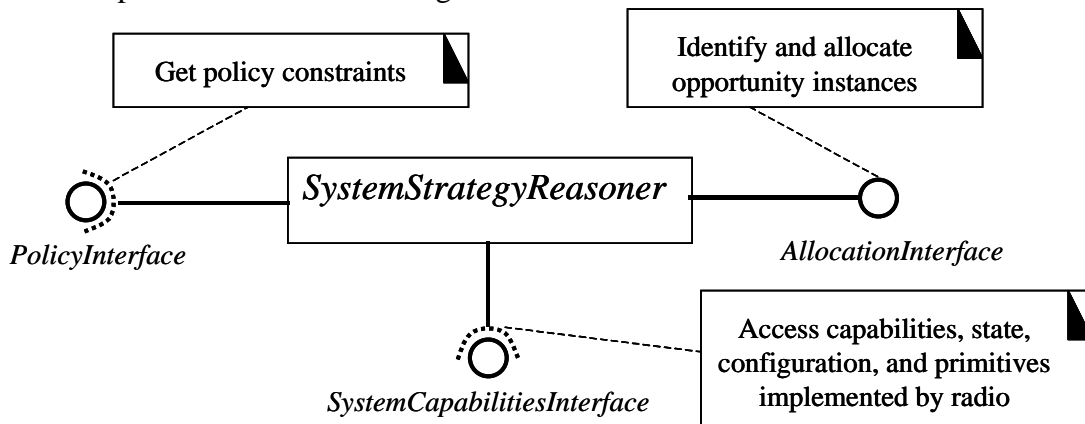 Get policy constraints
Identify and allocate
opportunity instances
SystemStrategyReasoner
PolicyInterface
AllocationInterface
Access capabilities, state,
configuration, and primitives
implemented by radio
SystemCapabilitiesInterface